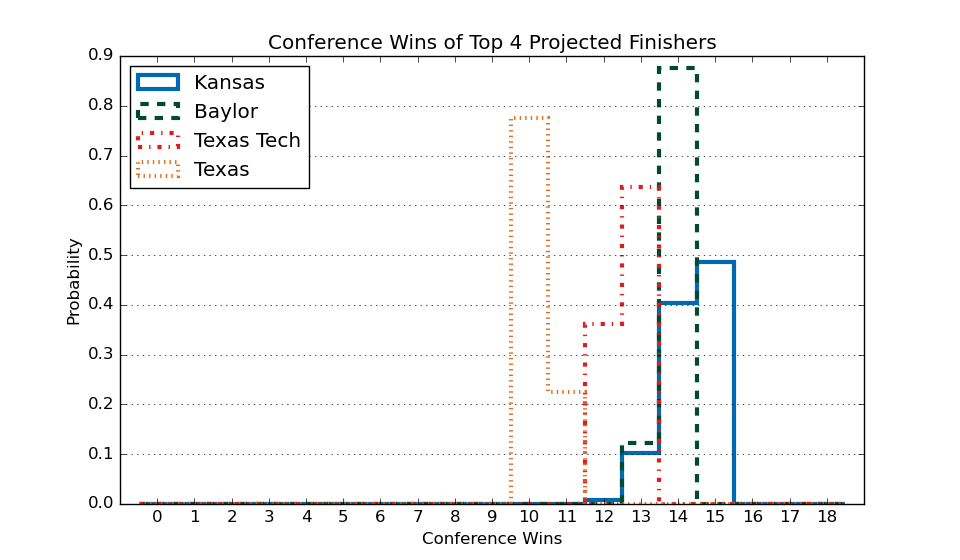 Conference Wins of Top 4 Projected Finishers
Kansas
Baylor
Texas Tech
Texas
0.9
0.8
0.7
0.6
0.5
0.4
0.3
0.2
0.1
0.0
Probability
0 1 2 3 4 5 6 7 8 9 10 11 12 13 14 15 16 17 18
Conference Wins